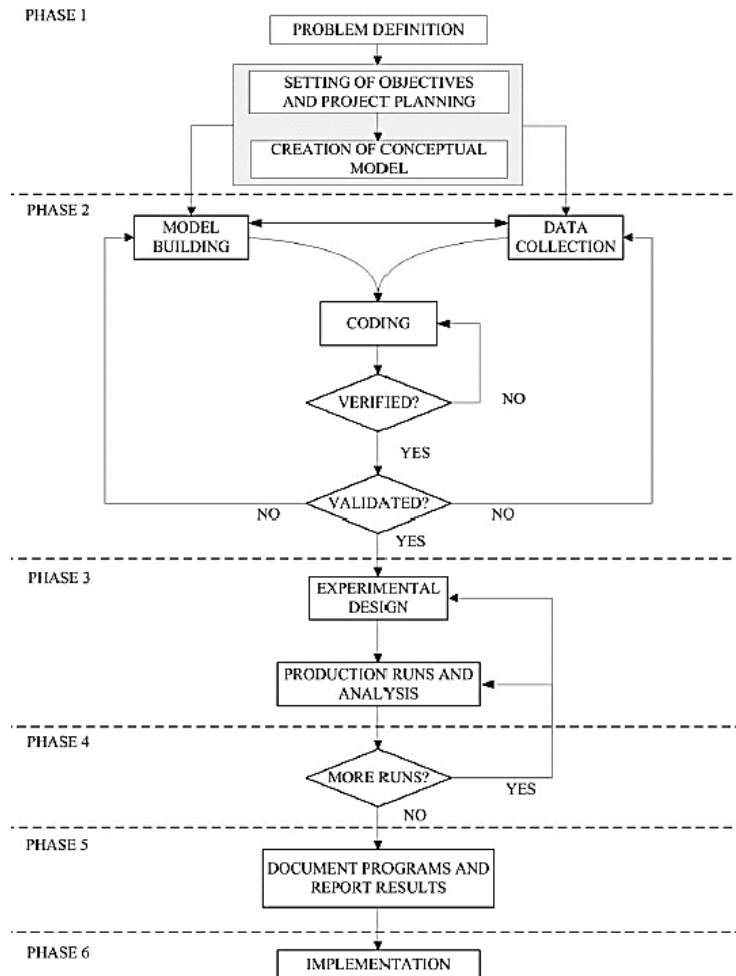 PHASE 1
PROBLEM DEFINITION
SETTING OF OBJECTIVES
AND PROJECT PLANNING
CREATION OF CONCEPTUAL
MODEL
PHASE 2
MODEL
BUILDING
DATA
COLLECTION
CODING
VERIFIED?
NO
YES
VALIDATED?
NO
NO
YES
PHASE 3
EXPERIMENTAL
DESIGN
PRODUCTION RUNS AND
ANALYSIS
PHASE 4
MORE RUNS?
YES
NO
PHASE 5
DOCUMENT PROGRAMS AND
REPORT RESULTS
PHASE 6
IMPLEMENTATION